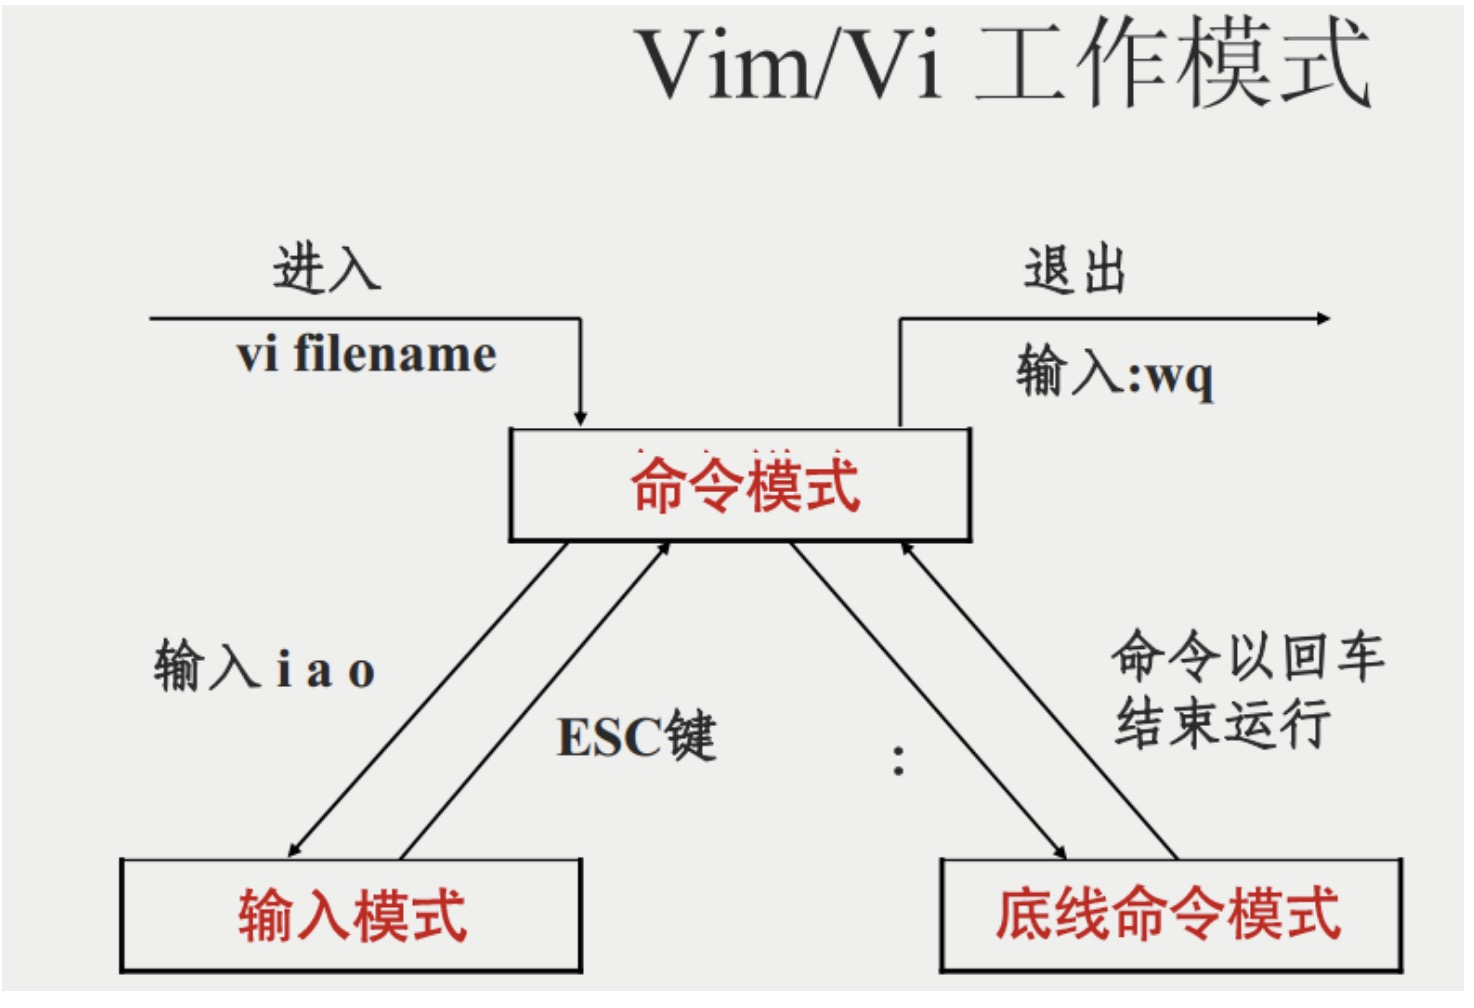 Vim/Vi 工作模式
进入
退出
vi filename
输入:wq
命令模式
输入 i a o
命令以回车
结束运行
ESC键
:
输入模式
底线命令模式